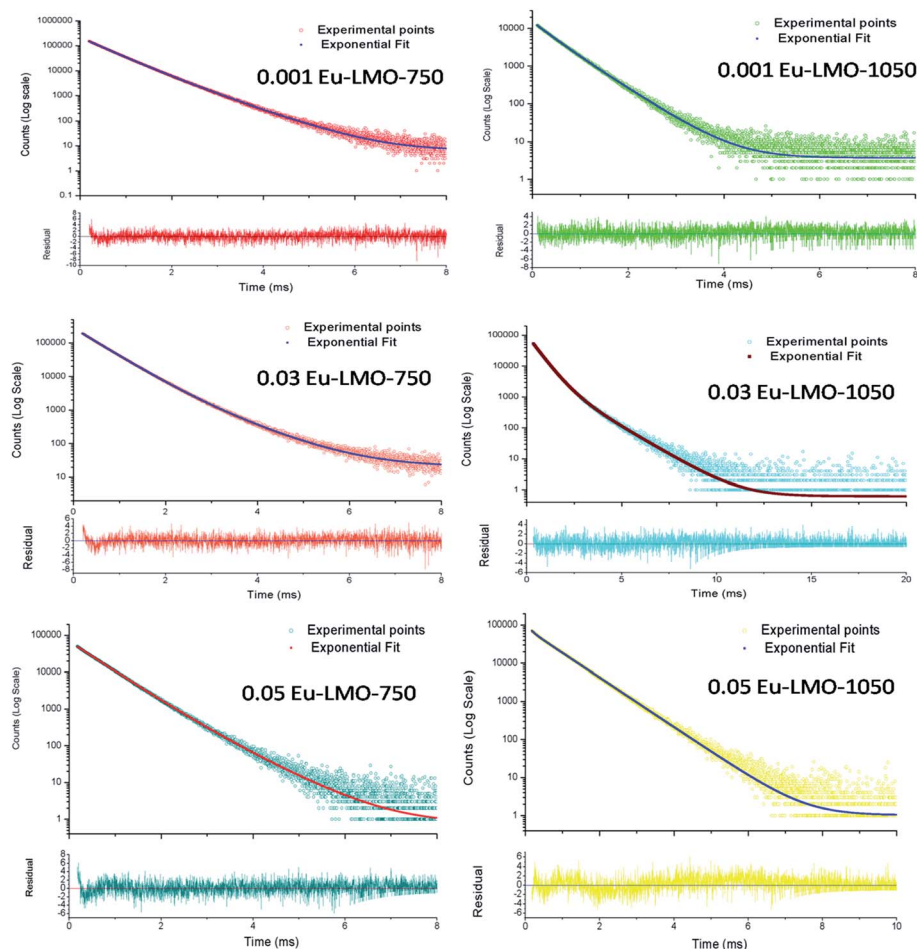 Experimental points
Exponential Fit
0.001 Eu-LMO-750
Counts (Log scale)
1000000
100000
10000
1000
100
10
1
0.1
Residual
8
6
4
2
0
-2
-4
-6
-8
-10
0 2 4 6 8
Time (ms)
Experimental points
Exponential Fit
0.001 Eu-LMO-1050
Counts (Log Scale)
10000
1000
100
10
1
Residual
4
2
0
-2
-4
-6
-8
0 2 4 6 8
Time (ms)
Experimental points
Exponential Fit
0.03 Eu-LMO-750
Counts (Log Scale)
100000
10000
1000
100
10
Residual
6
4
2
0
-2
-4
-6
-8
0 2 4 6 8
Time (ms)
Experimental points
Exponential Fit
0.03 Eu-LMO-1050
Counts (Log Scale)
100000
10000
1000
100
10
1
Residual
4
2
0
-2
-4
5 10 15 20
Time (ms)
Experimental points
Exponential Fit
0.05 Eu-LMO-750
Counts (Log Scale)
100000
10000
1000
100
10
1
Residual
8
6
4
2
0
-2
-4
-6
0 2 4 6 8
Time (ms)
Experimental points
Exponential Fit
0.05 Eu-LMO-1050
Counts (Log Scale)
100000
10000
1000
100
10
1
Residual
6
4
2
0
-2
-4
-6
0 2 4 6 8 10
Time (ms)